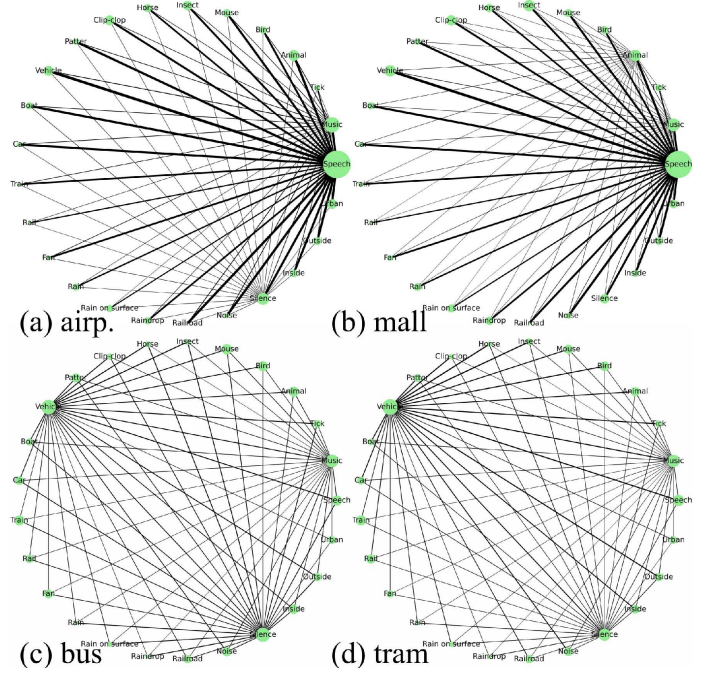 Horse
Insect
Mouse
Clip-clop
Bird
Patter
Animal
Vehicle
Tick
Boat
Music
Car
Speech
Train
Urban
Rail
Outside
Fan
Inside
Rain
Silence
Rain on surface
Noise
Raindrop
Railroad
(a) airp.
Horse
Insect
Mouse
Clip-clop
Bird
Patter
Animal
Vehicle
Tick
Boat
Music
Car
Speech
Train
Urban
Rail
Outside
Fan
Inside
Rain
Silence
Rain on surface
Noise
Raindrop
Railroad
(b) mall
Horse
Insect
Mouse
Clip-clop
Bird
Patter
Animal
Vehicle
Tick
Boat
Music
Car
Speech
Train
Urban
Rail
Outside
Fan
Inside
Rain
Silence
Rain on surface
Noise
Raindrop
Railroad
(c) bus
Horse
Insect
Mouse
Clip-clop
Bird
Patter
Animal
Vehicle
Tick
Boat
Music
Car
Speech
Train
Urban
Rail
Outside
Fan
Inside
Rain
Silence
Rain on surface
Noise
Raindrop
Railroad
(d) tram